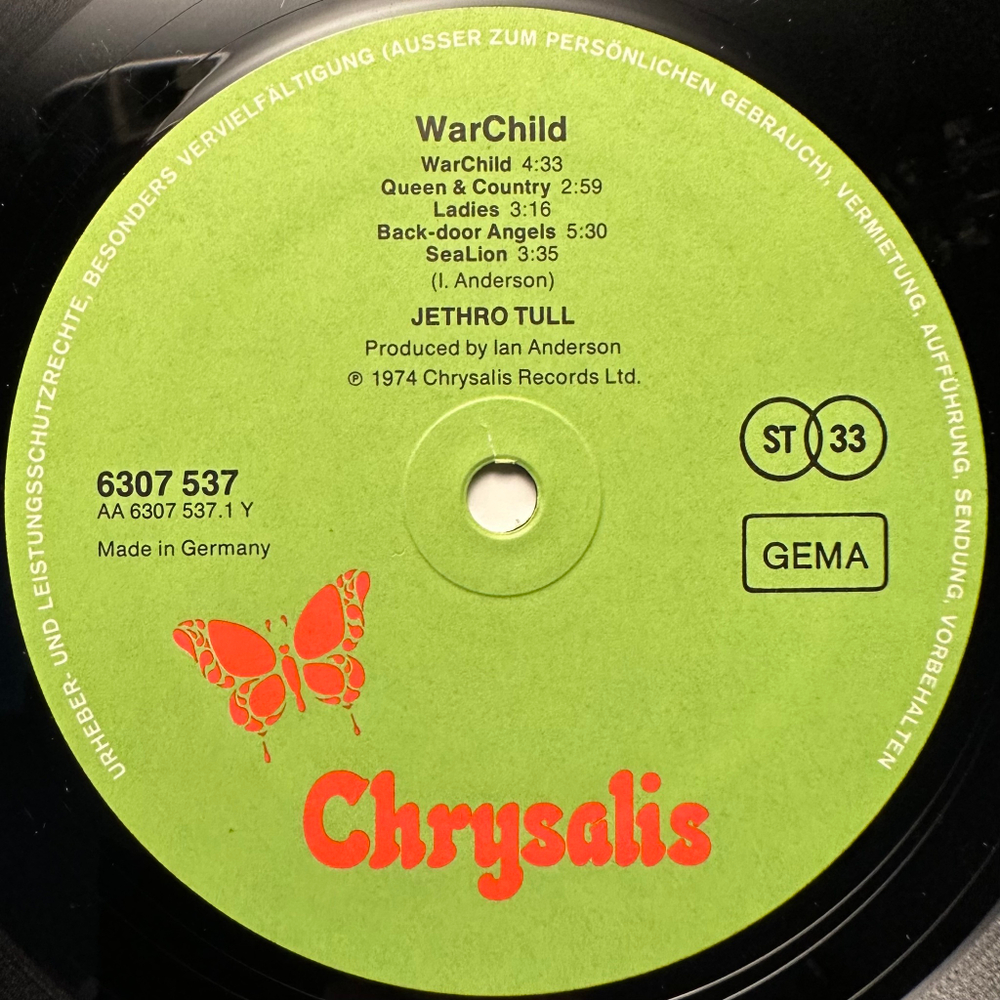 URHEBER- UND LEISTUNGSSCHUTZRECHTE, BESONDERS VERVIELFÄLTIGUNG (AUSSER ZUM PERSÖNLICHEN GEBRAUCH), VERMIETUNG, AUFFÜHRUNG, SENDUNG, VORBEHALTEN
WarChild
WarChild 4:33
Queen & Country 2:59
Ladies 3:16
Back-door Angels 5:30
SeaLion 3:35
(I. Anderson)
JETHRO TULL
Produced by Ian Anderson
℗ 1974 Chrysalis Records Ltd.
ST 33
6307 537
AA 6307 537.1 Y
Made in Germany
GEMA
Chrysalis